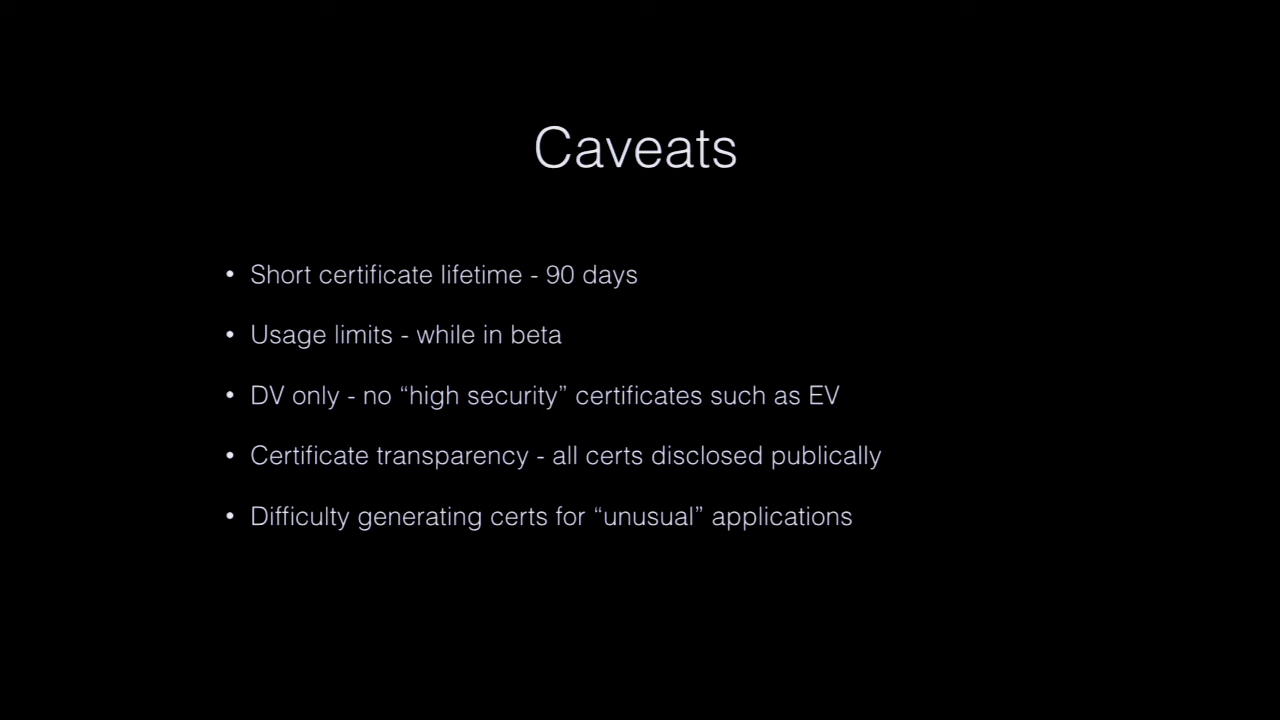 Caveats
• Short certificate lifetime - 90 days
• Usage limits - while in beta
• DV only - no “high security” certificates such as EV
• Certificate transparency - all certs disclosed publically
• Difficulty generating certs for “unusual” applications